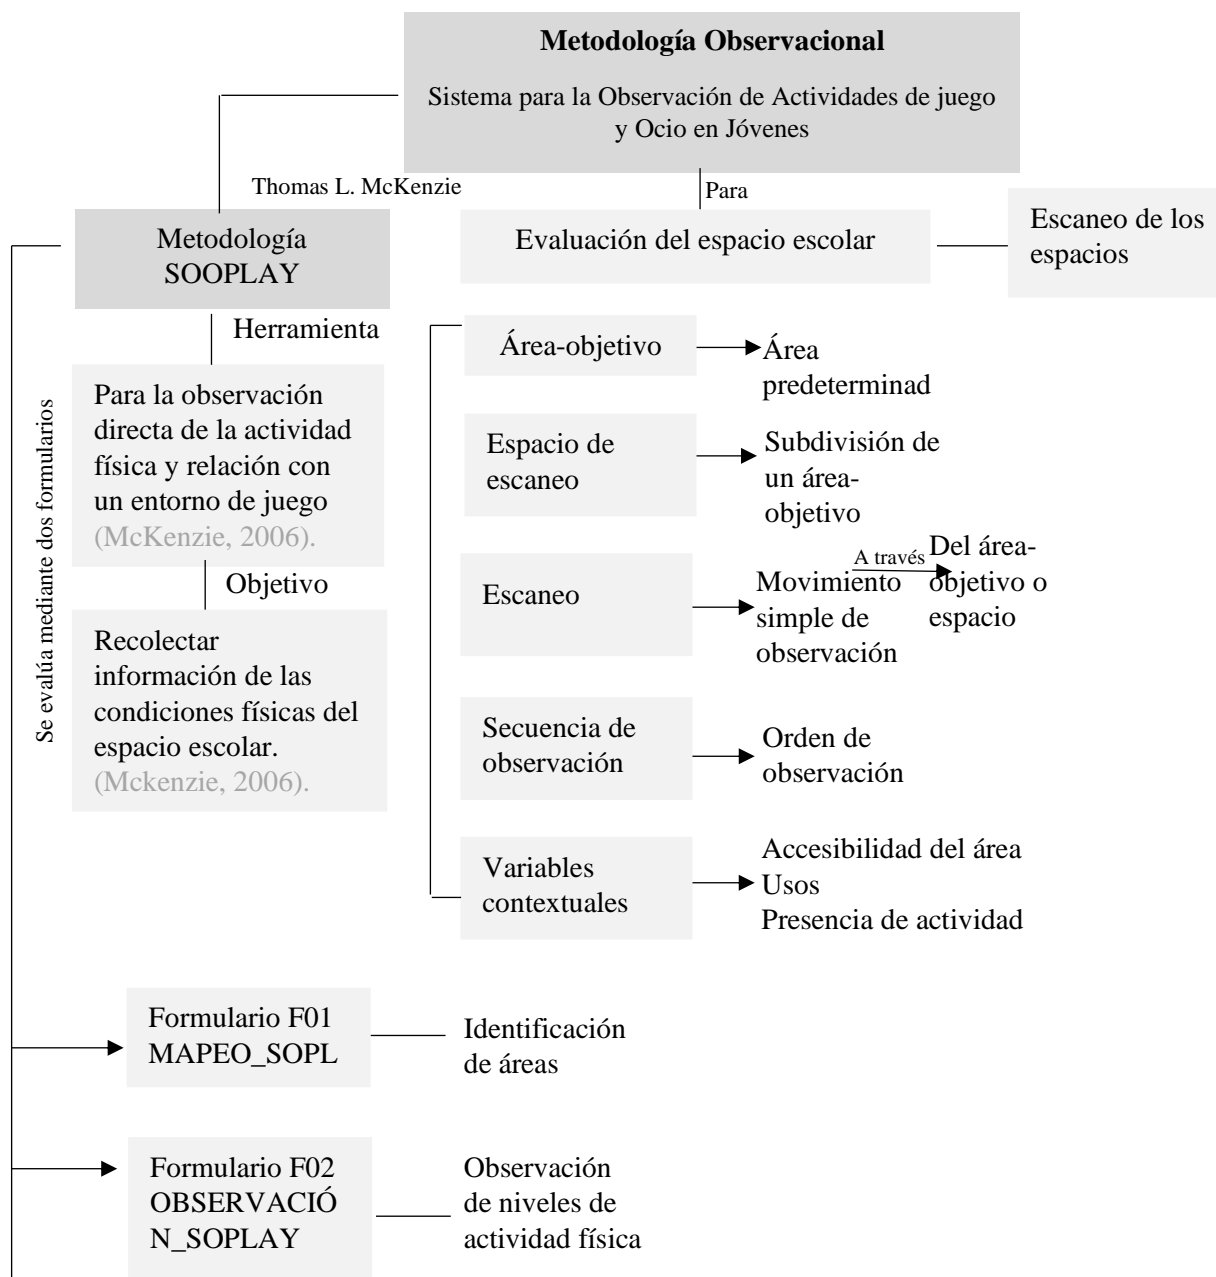 Metodología Observacional
Sistema para la Observación de Actividades de juego
y Ocio en Jóvenes
Thomas L. McKenzie
Para
Metodología
SOOPLAY
Evaluación del espacio escolar
Escaneo de los
espacios
Herramienta
Para la observación
directa de la actividad
física y relación con
un entorno de juego
(McKenzie, 2006).
Objetivo
Recolectar
información de las
condiciones físicas del
espacio escolar.
(Mckenzie, 2006).
Se evalúa mediante dos formularios
Área-objetivo
Área
predeterminad
Espacio de
escaneo
Subdivisión de
un área-
objetivo
Escaneo
Movimiento
simple de
observación
A través
Del área-
objetivo o
espacio
Secuencia de
observación
Orden de
observación
Variables
contextuales
Accesibilidad del área
Usos
Presencia de actividad
Formulario F01
MAPEO_SOPL
Identificación
de áreas
Formulario F02
OBSERVACIÓ
N_SOPLAY
Observación
de niveles de
actividad física